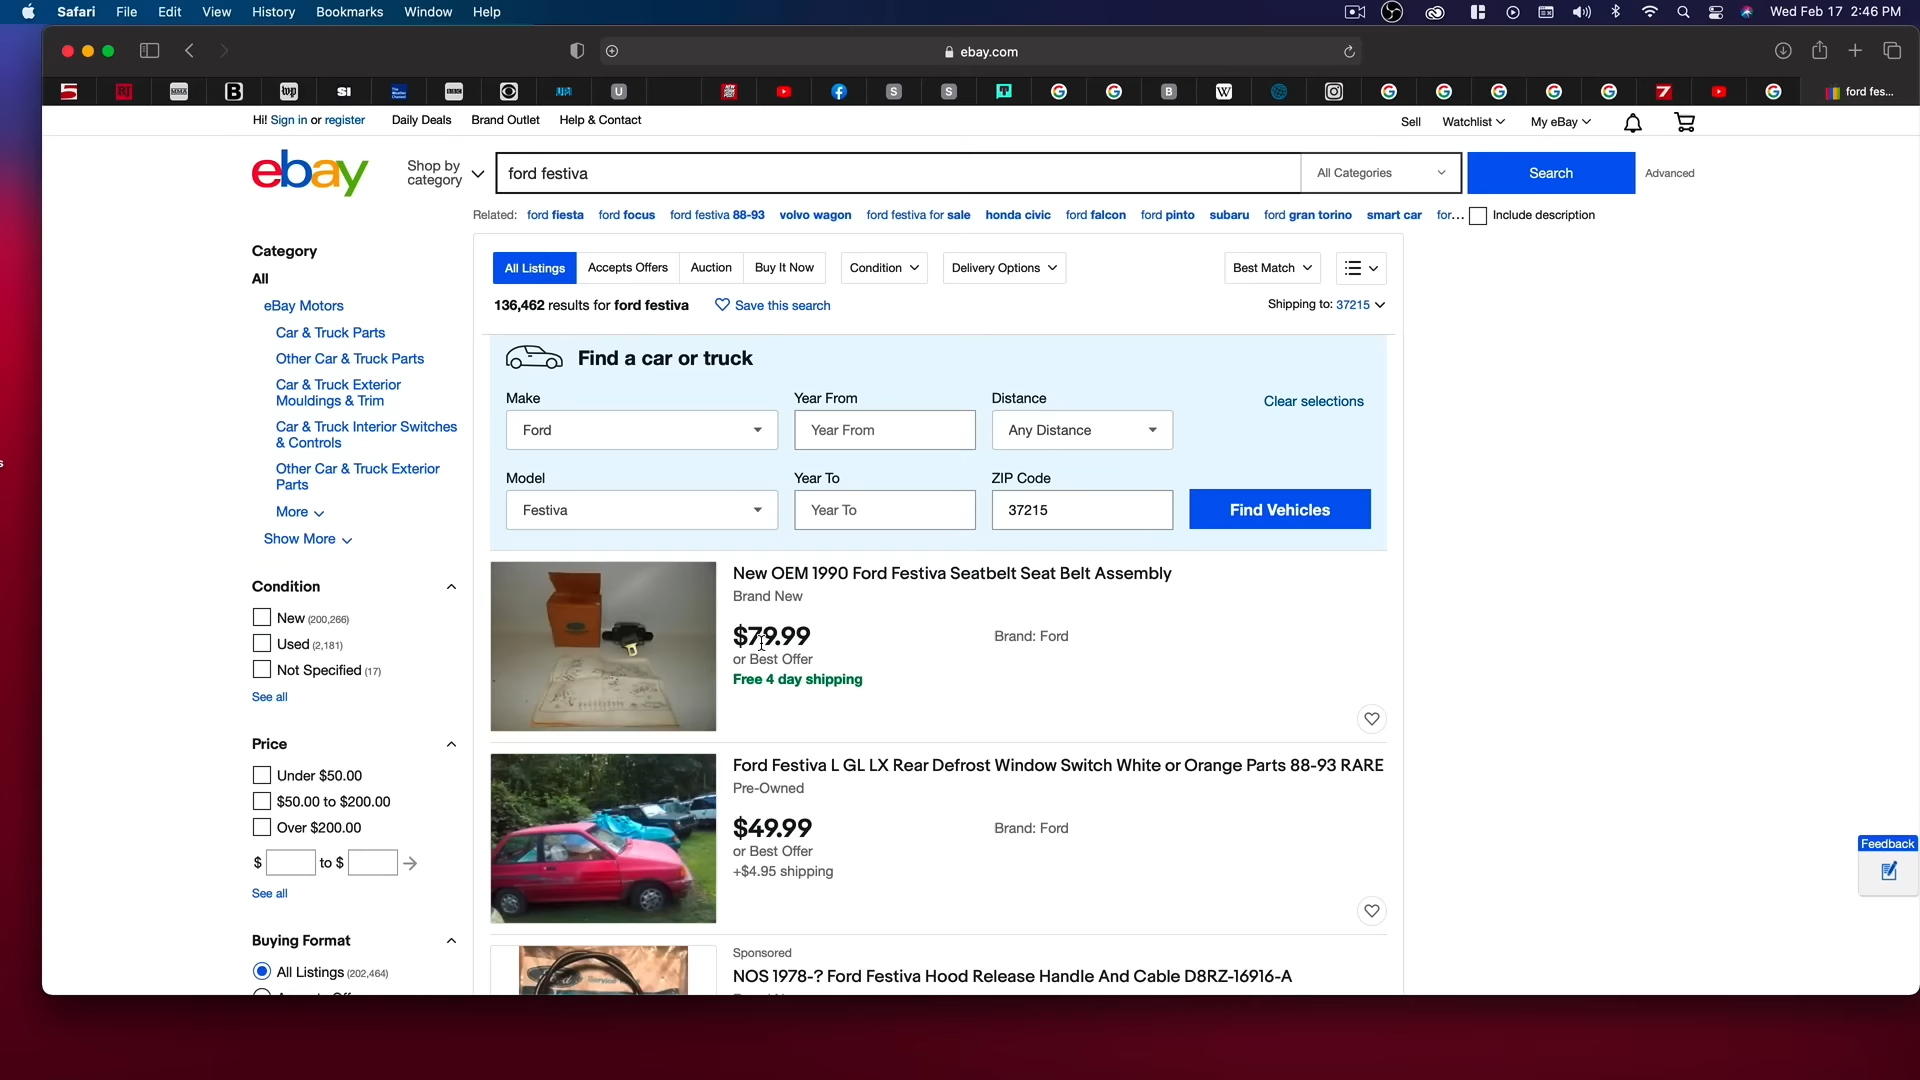 Safari File Edit View History Bookmarks Window Help
Wed Feb 17 2:46 PM
ebay.com
5 RJ MMA B wp SI The Weather Channel BBC U S S B W 7 ford fes...
Hi! Sign in or register Daily Deals Brand Outlet Help & Contact
Sell Watchlist My eBay
ebay
Shop by
category
ford festiva
All Categories
Search
Advanced
Related: ford fiesta ford focus ford festiva 88-93 volvo wagon ford festiva for sale honda civic ford falcon ford pinto subaru ford gran torino smart car for... Include description
Category
All
eBay Motors
Car & Truck Parts
Other Car & Truck Parts
Car & Truck Exterior
Mouldings & Trim
Car & Truck Interior Switches
& Controls
Other Car & Truck Exterior
Parts
More
Show More
Condition
New (200,266)
Used (2,181)
Not Specified (17)
See all
Price
Under $50.00
$50.00 to $200.00
Over $200.00
$ to $
See all
Buying Format
All Listings (202,464)
All Listings Accepts Offers Auction Buy It Now Condition Delivery Options Best Match
136,462 results for ford festiva Save this search Shipping to: 37215
Find a car or truck
Make Year From Distance Clear selections
Ford Year From Any Distance
Model Year To ZIP Code
Festiva Year To 37215 Find Vehicles
New OEM 1990 Ford Festiva Seatbelt Seat Belt Assembly
Brand New
$79.99 Brand: Ford
or Best Offer
Free 4 day shipping
Ford Festiva L GL LX Rear Defrost Window Switch White or Orange Parts 88-93 RARE
Pre-Owned
$49.99 Brand: Ford
or Best Offer
+$4.95 shipping
Sponsored
NOS 1978-? Ford Festiva Hood Release Handle And Cable D8RZ-16916-A
Feedback